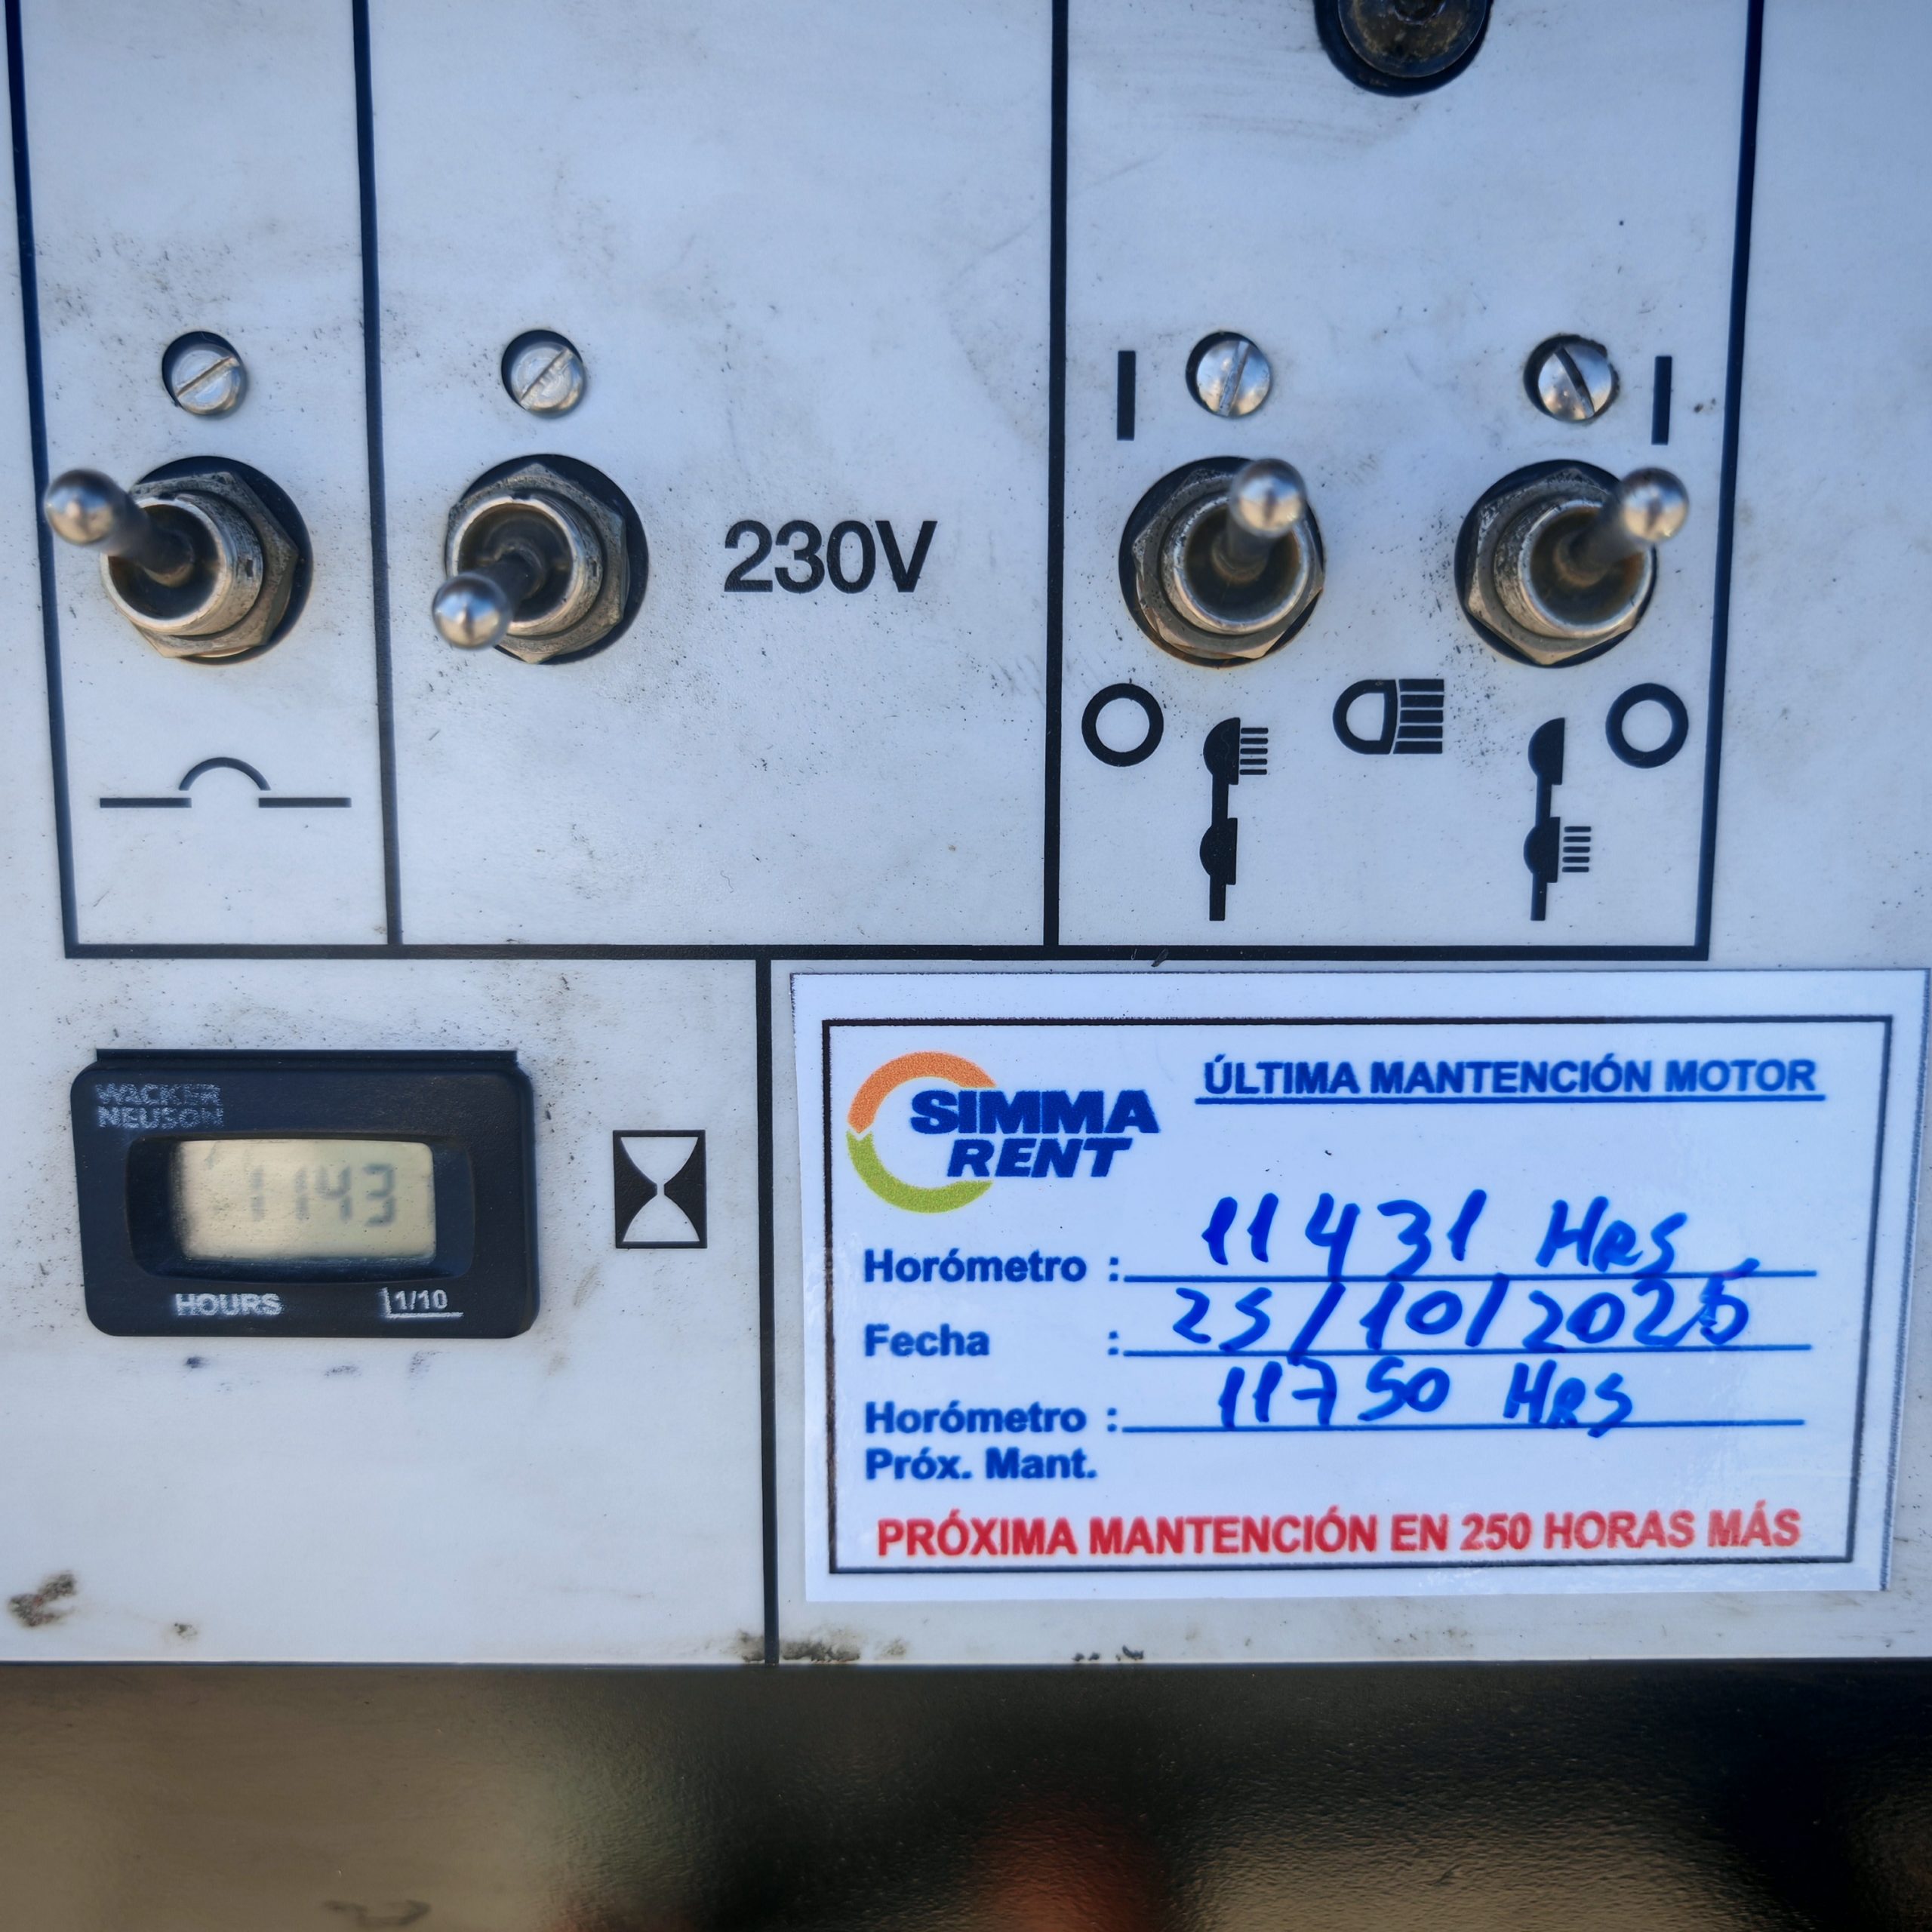 230V
WACKER
NEUSON
1143
HOURS 1/10
SIMMA
RENT
ÚLTIMA MANTENCIÓN MOTOR
Horómetro : 11431 HRS
Fecha : 25/10/2025
Horómetro : 11750 HRS
Próx. Mant.
PRÓXIMA MANTENCIÓN EN 250 HORAS MÁS